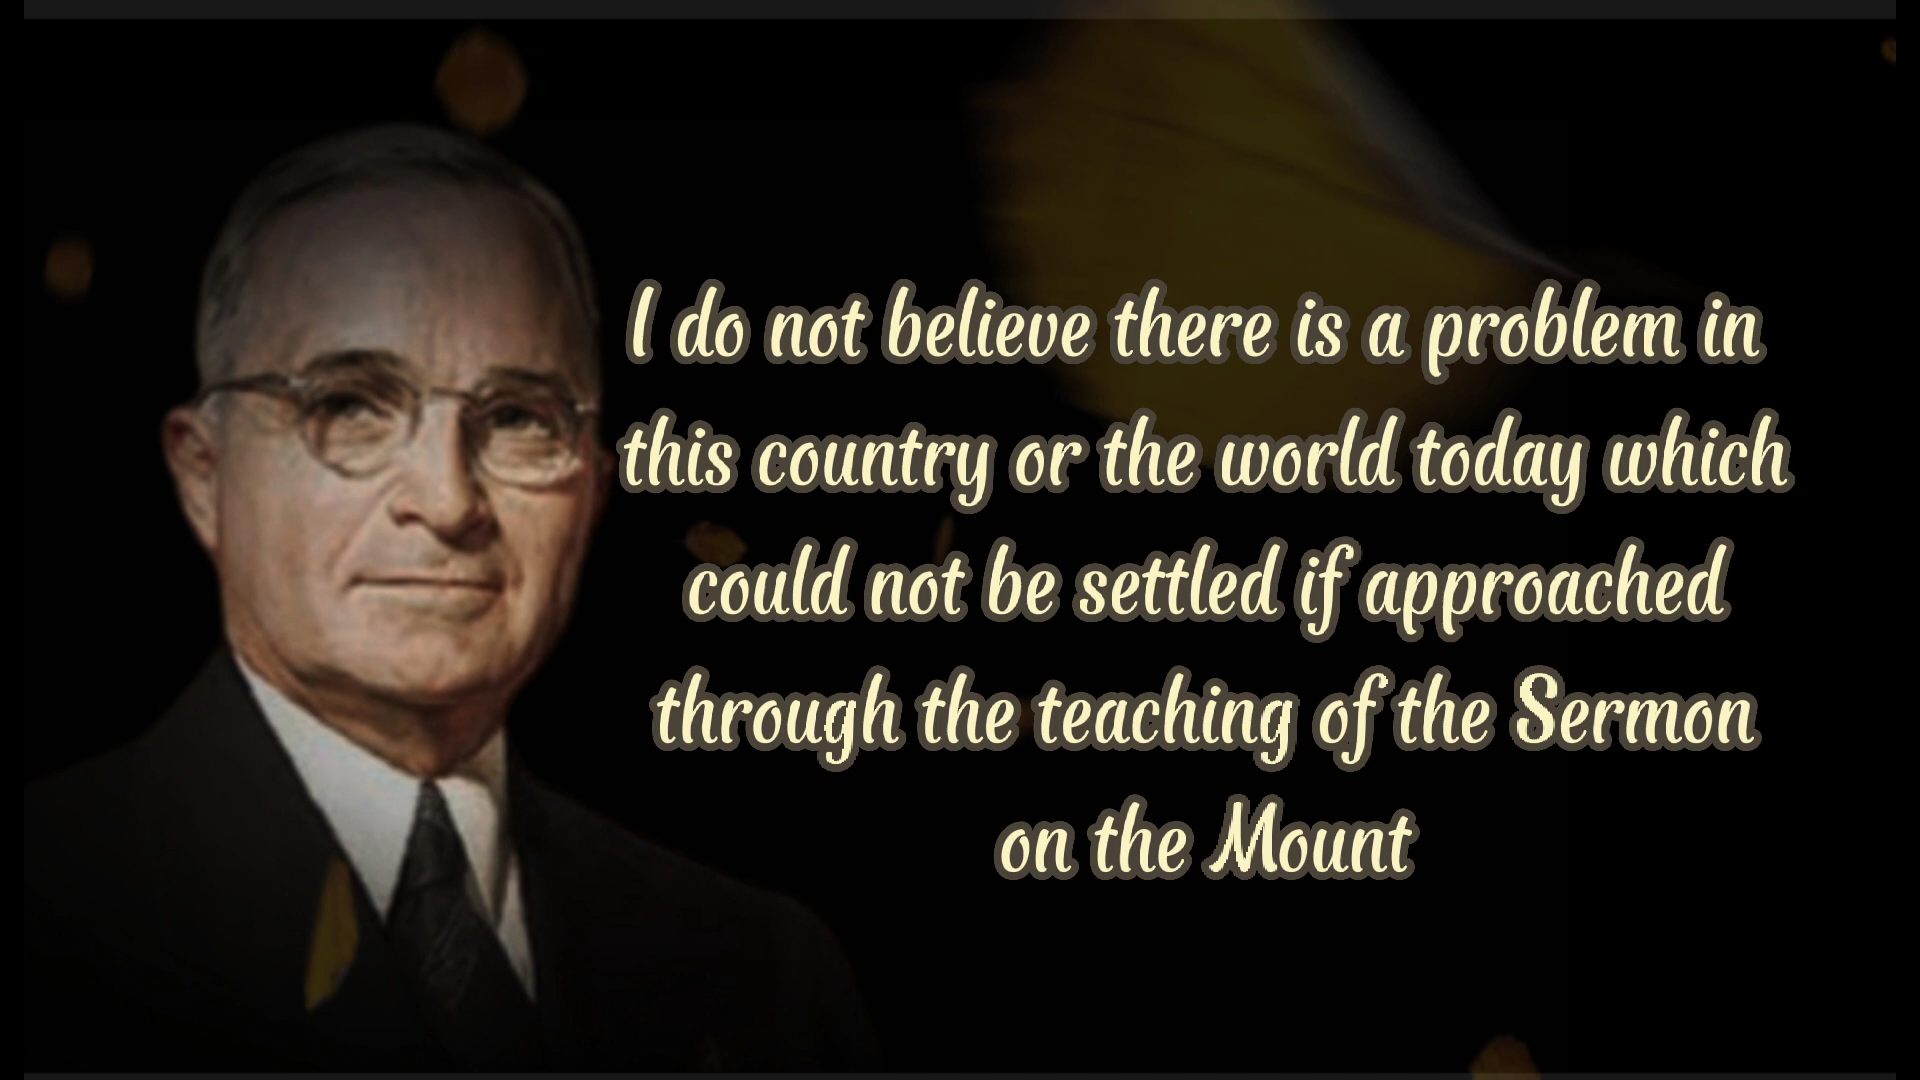 I do not believe there is a problem in
this country or the world today which
could not be settled if approached
through the teaching of the Sermon
on the Mount